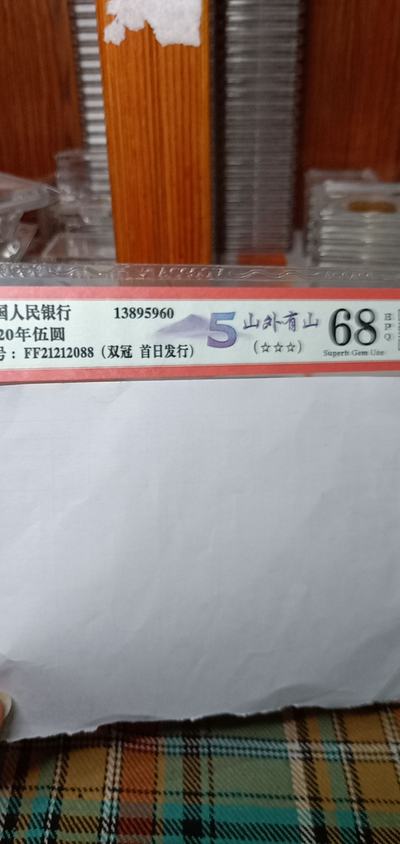 国人民银行 13895960
20年伍圆
号：FF21212088（双冠 首日发行）
5 山外有山
（☆☆☆）
68 EPQ
Superb Gem Unc